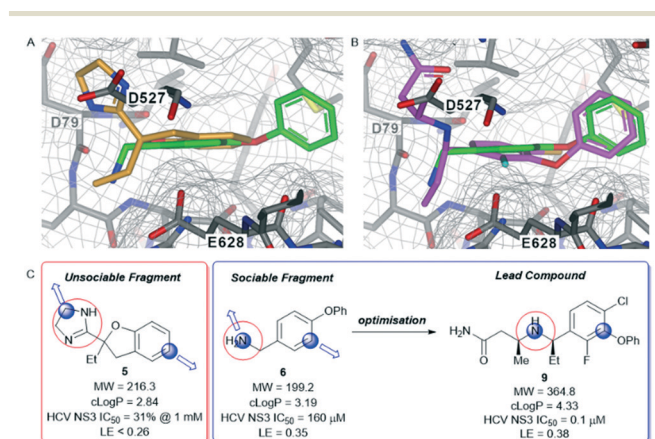 A
B
D527
D527
D79
D79
E628
E628
C
Unsociable Fragment
Sociable Fragment
Lead Compound
NH
N
O
Et
5
MW = 216.3
cLogP = 2.84
HCV NS3 IC50 = 31% @ 1 mM
LE < 0.26
OPh
H2N
6
MW = 199.2
cLogP = 3.19
HCV NS3 IC50 = 160 μM
LE = 0.35
optimisation
Cl
H2N
H
N
OPh
O
Me
Et
F
9
MW = 364.8
cLogP = 4.33
HCV NS3 IC50 = 0.1 μM
LE = 0.38